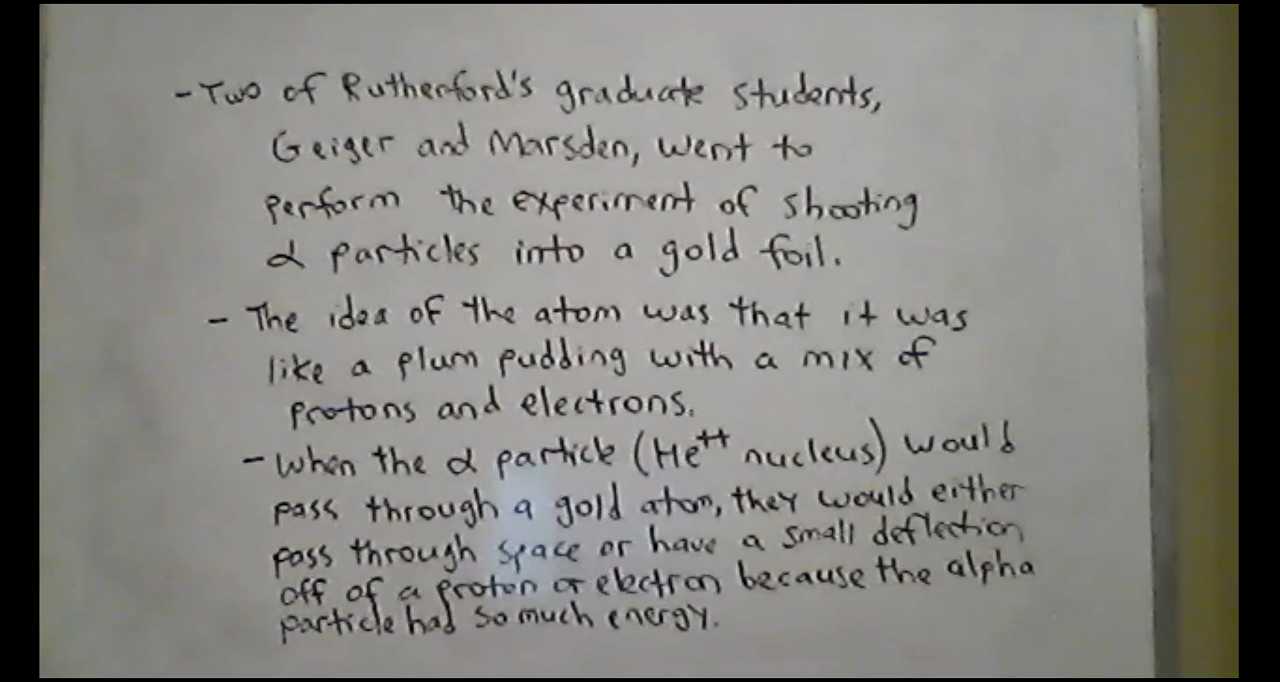 - Two of Rutherford's graduate students,
Geiger and Marsden, went to
perform the experiment of shooting
α particles into a gold foil.
- The idea of the atom was that it was
like a plum pudding with a mix of
protons and electrons.
- When the α particle (He⁺⁺ nucleus) would
pass through a gold atom, they would either
pass through space or have a small deflection
off of a proton or electron because the alpha
particle had so much energy.